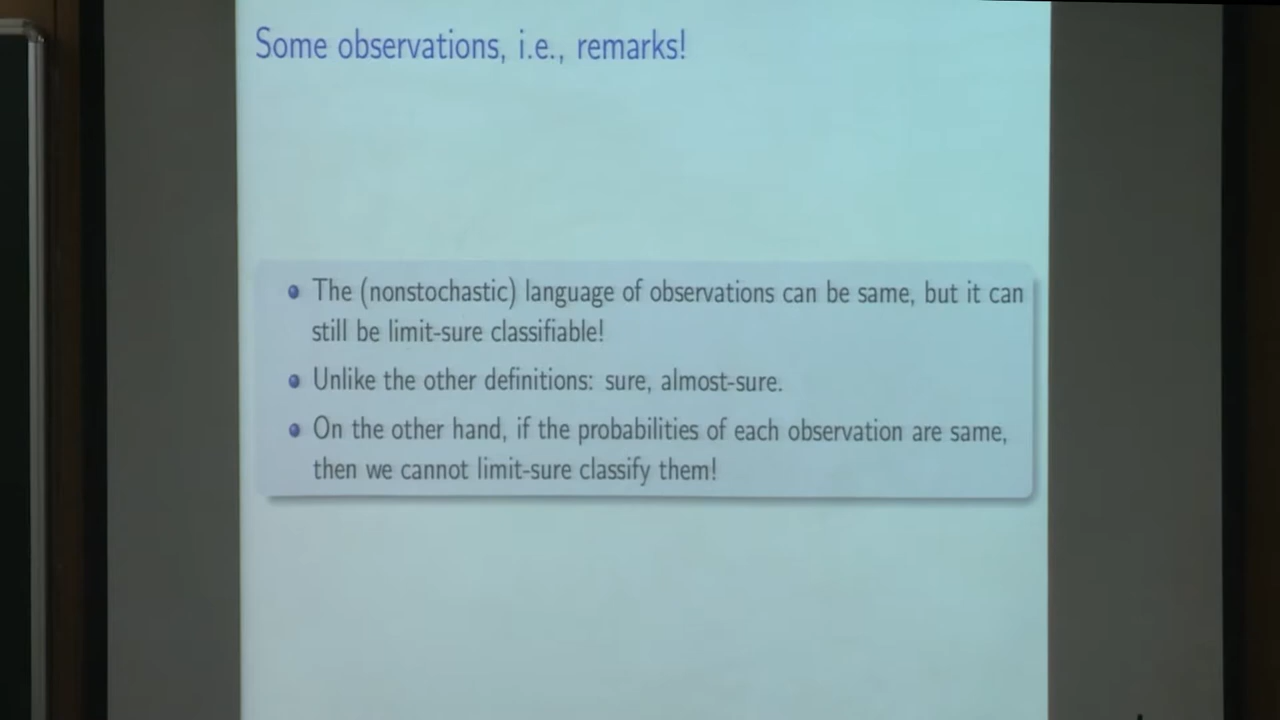 Some observations, i.e., remarks!
The (nonstochastic) language of observations can be same, but it can
still be limit-sure classifiable!
Unlike the other definitions: sure, almost-sure.
On the other hand, if the probabilities of each observation are same,
then we cannot limit-sure classify them!